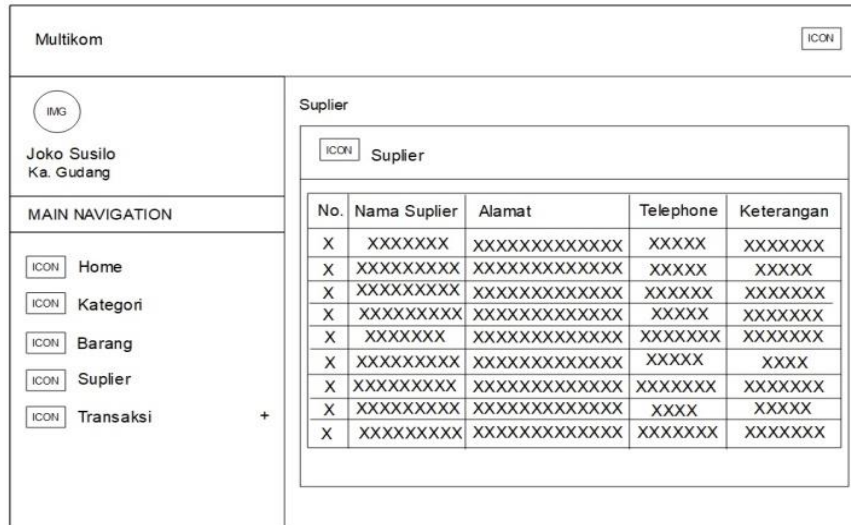 Multikom
ICON
IMG
Joko Susilo
Ka. Gudang
MAIN NAVIGATION
ICON Home
ICON Kategori
ICON Barang
ICON Suplier
ICON Transaksi +
Suplier
ICON Suplier
No. Nama Suplier Alamat Telephone Keterangan
X XXXXXXX XXXXXXXXXXXXX XXXXX XXXXXXX
X XXXXXXXXX XXXXXXXXXXXXX XXXXX XXXXX
X XXXXXXXXX XXXXXXXXXXXXX XXXXXX XXXXXXX
X XXXXXXXXX XXXXXXXXXXXXX XXXXX XXXXXXX
X XXXXXXX XXXXXXXXXXXXX XXXXXXX XXXXXXX
X XXXXXXXXX XXXXXXXXXXXXX XXXXX XXXX
X XXXXXXXXX XXXXXXXXXXXXX XXXXXXX XXXXXXX
X XXXXXXXXX XXXXXXXXXXXXX XXXX XXXXX
X XXXXXXXXX XXXXXXXXXXXXX XXXXXXX XXXXXXX